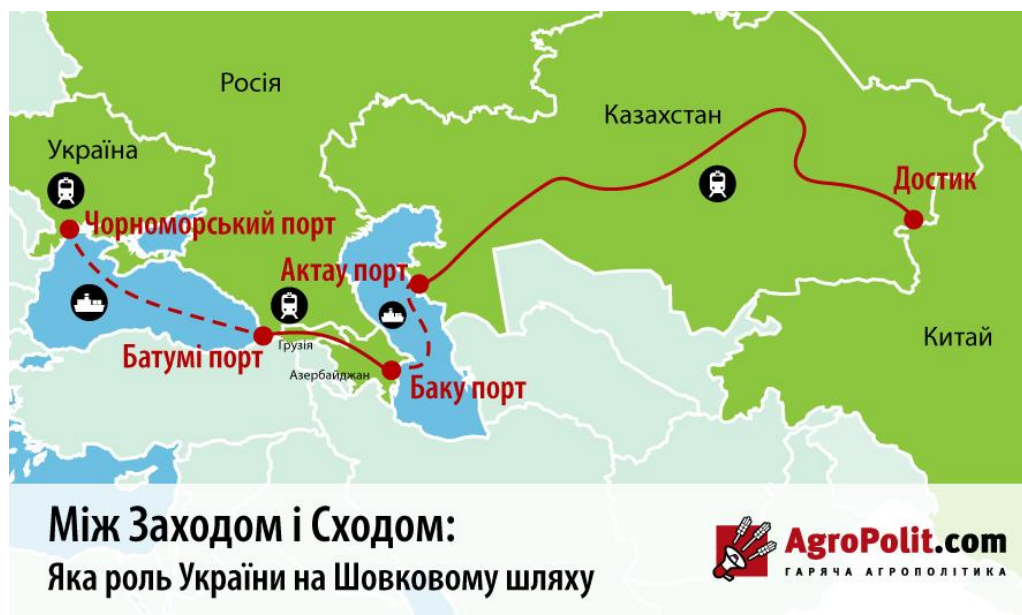 Росія
Казахстан
Україна
Достик
Чорноморський порт
Актау порт
Китай
Грузія
Батумі порт
Азербайджан
Баку порт
Між Заходом і Сходом:
Яка роль України на Шовковому шляху
AgroPolit.com
ГАРЯЧА АГРОПОЛІТИКА